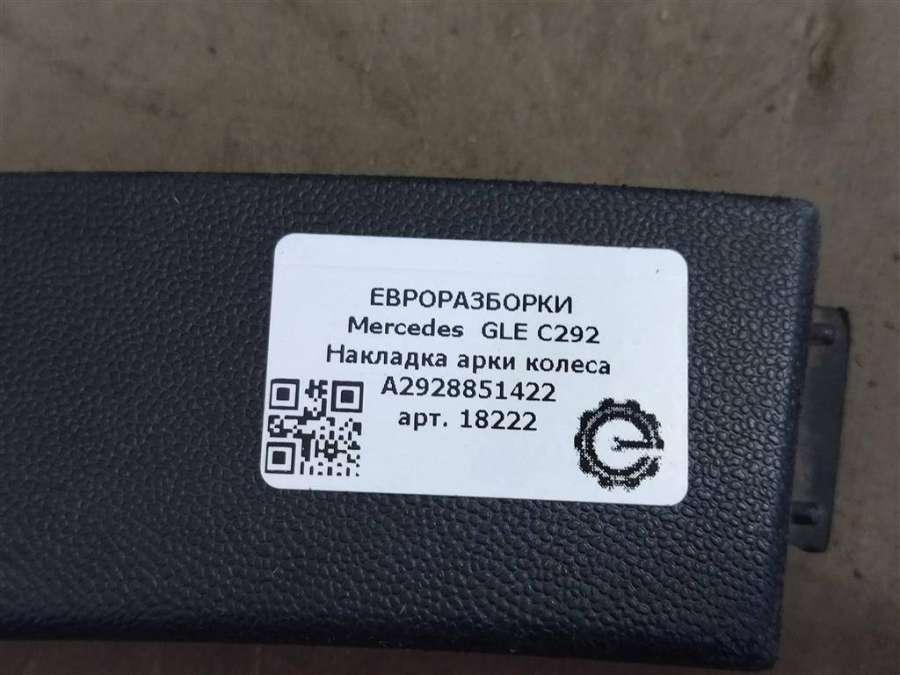 ЕВРОРАЗБОРКИ
Mercedes GLE C292
Накладка арки колеса
A2928851422
арт. 18222